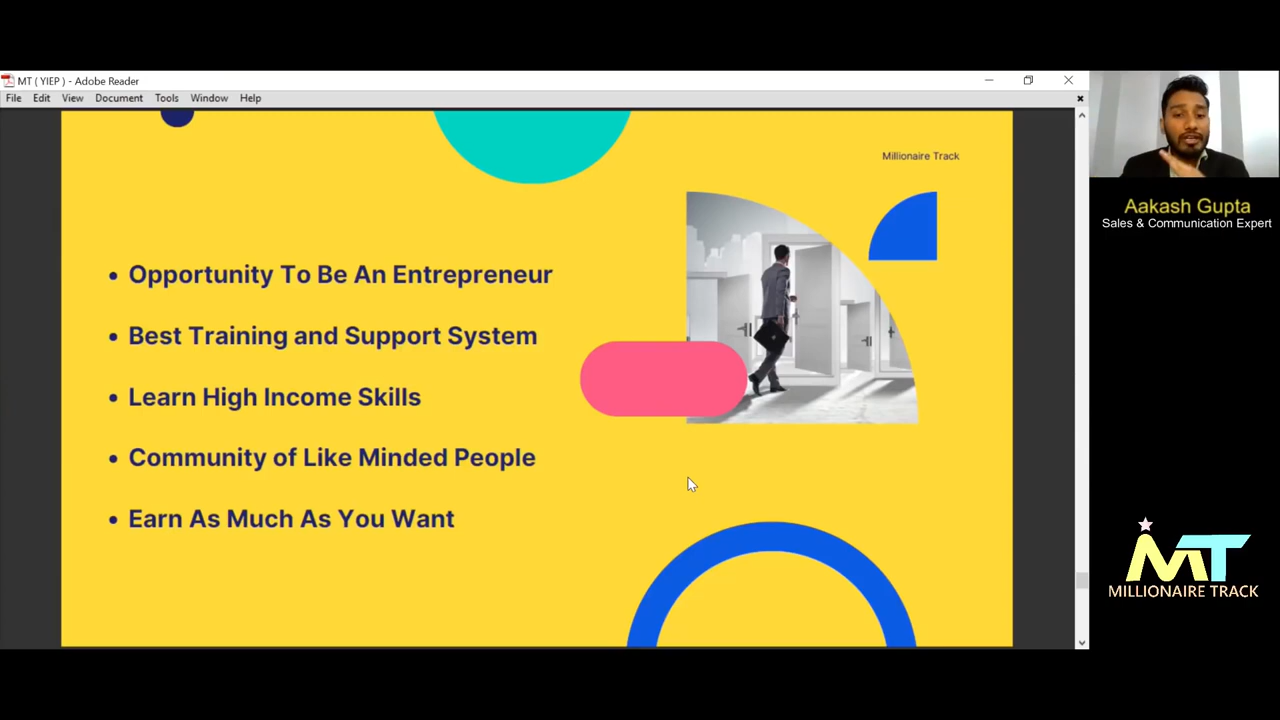 MT ( YIEP ) - Adobe Reader
File Edit View Document Tools Window Help
Millionaire Track
• Opportunity To Be An Entrepreneur
• Best Training and Support System
• Learn High Income Skills
• Community of Like Minded People
• Earn As Much As You Want
Aakash Gupta
Sales & Communication Expert
MT
MILLIONAIRE TRACK